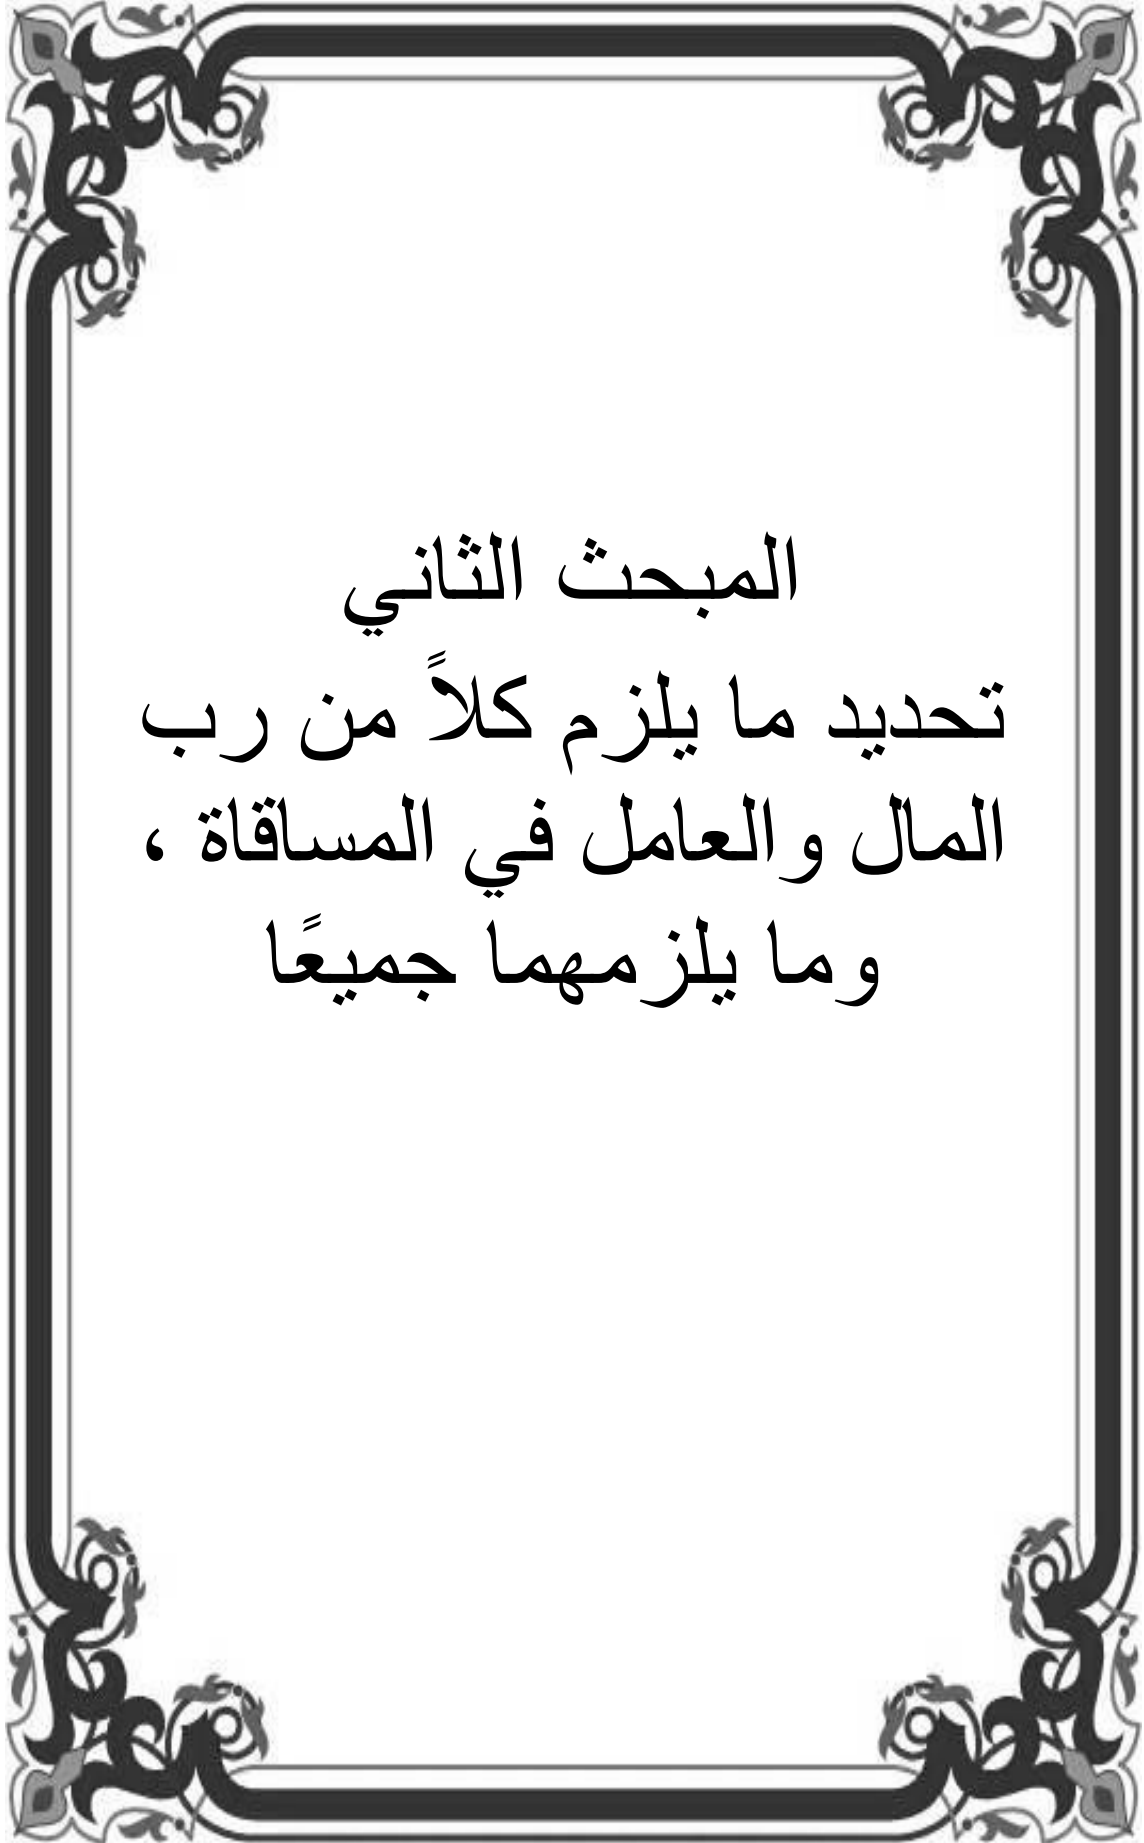 المبحث الثاني
تحديد ما يلزم كلاً من رب
المال والعامل في المساقاة ،
وما يلزمهما جميعًا